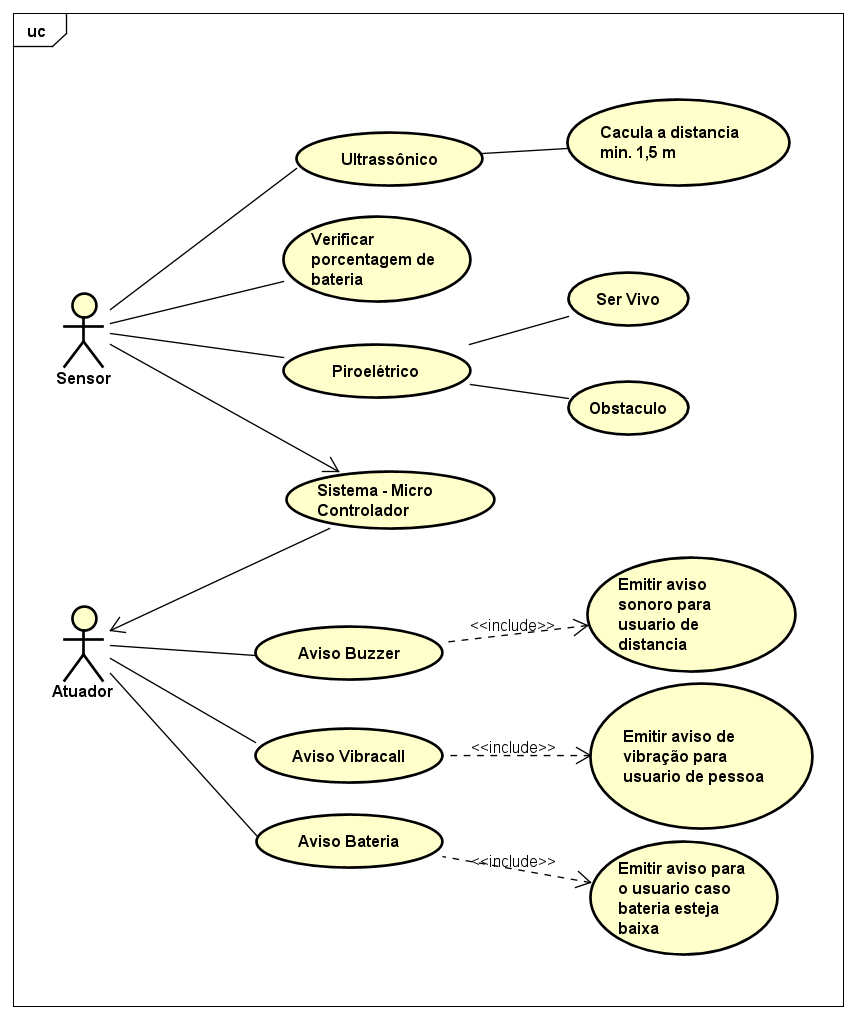 uc
Ultrassônico
Cacula a distancia
min. 1,5 m
Verificar
porcentagem de
bateria
Ser Vivo
Sensor
Piroelétrico
Obstaculo
Sistema - Micro
Controlador
Emitir aviso
sonoro para
usuario de
distancia
<<include>>
Aviso Buzzer
Atuador
Emitir aviso de
vibração para
usuario de pessoa
<<include>>
Aviso Vibracall
Aviso Bateria
<<include>>
Emitir aviso para
o usuario caso
bateria esteja
baixa